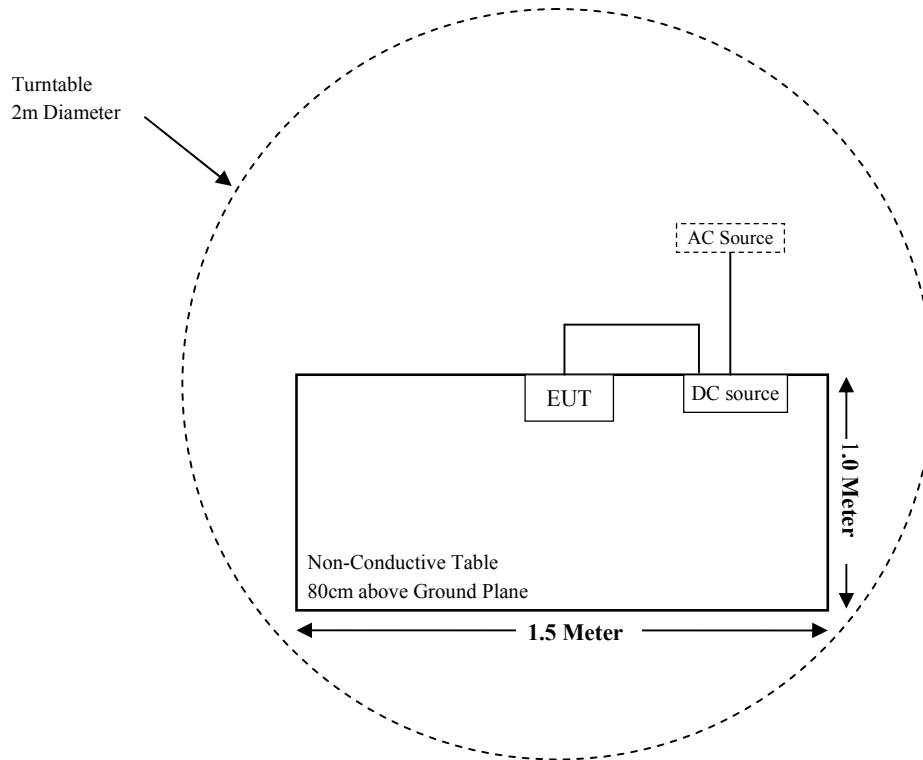 Turntable
2m Diameter
AC Source
EUT
DC source
1.0 Meter
Non-Conductive Table
80cm above Ground Plane
1.5 Meter